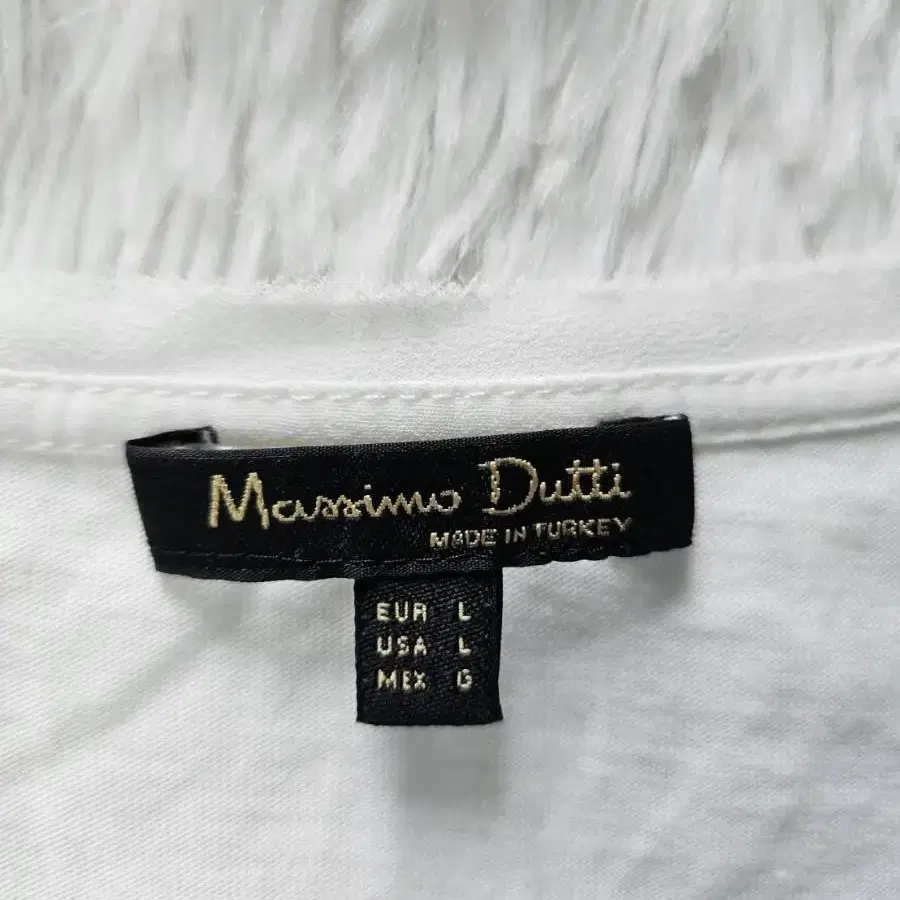 Massimo Dutti
MADE IN TURKEY
EUR L
USA L
MEX G